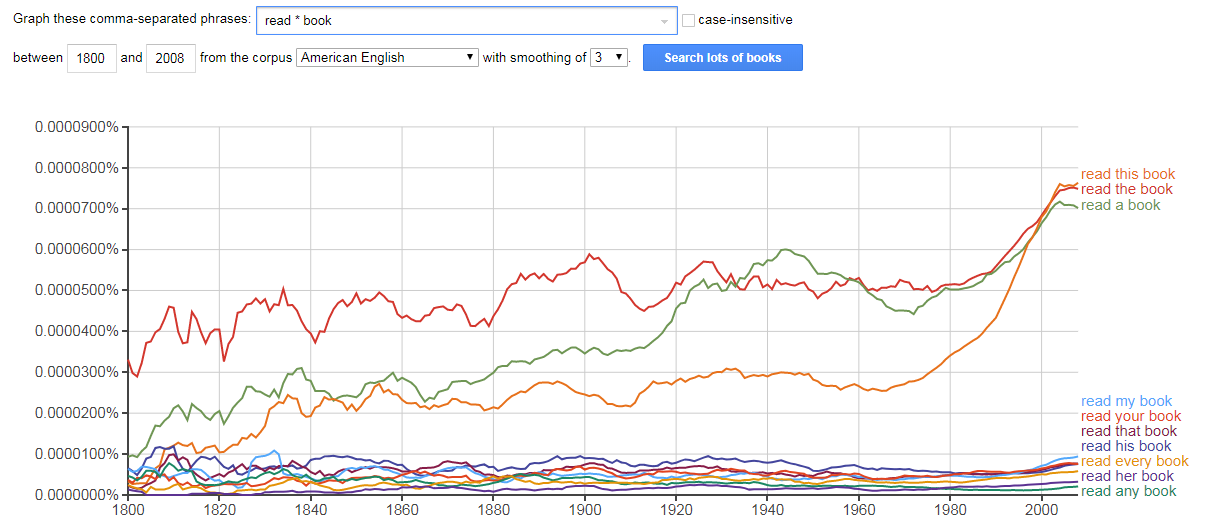 Graph these comma-separated phrases: read * book case-insensitive
between 1800 and 2008 from the corpus American English with smoothing of 3 . Search lots of books
0.0000900%
0.0000800%
0.0000700%
0.0000600%
0.0000500%
0.0000400%
0.0000300%
0.0000200%
0.0000100%
0.0000000%
1800 1820 1840 1860 1880 1900 1920 1940 1960 1980 2000
read this book
read the book
read a book
read my book
read your book
read that book
read his book
read every book
read her book
read any book